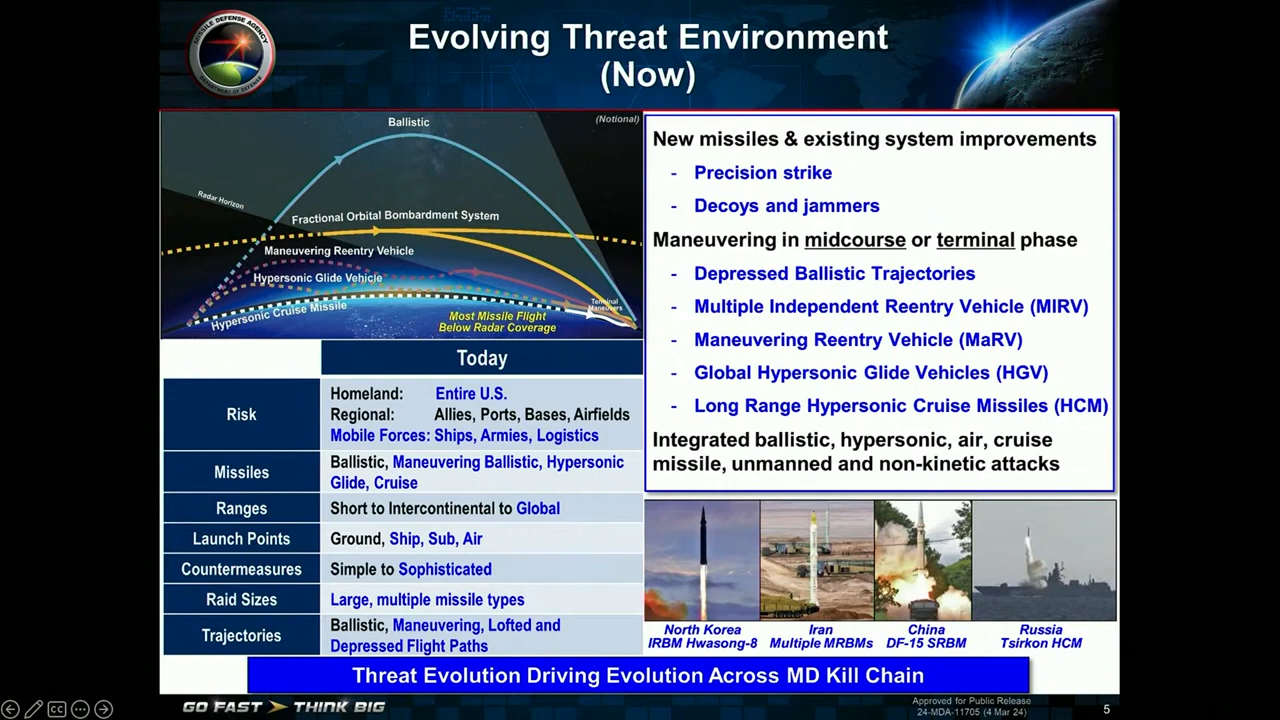 MISSILE DEFENSE AGENCY
DEPARTMENT OF DEFENSE
Evolving Threat Environment
(Now)
(Notional)
Ballistic
Radar Horizon
Fractional Orbital Bombardment System
Maneuvering Reentry Vehicle
Hypersonic Glide Vehicle
Hypersonic Cruise Missile
Terminal
Maneuvers
Most Missile Flight
Below Radar Coverage
Today
Risk
Homeland: Entire U.S.
Regional: Allies, Ports, Bases, Airfields
Mobile Forces: Ships, Armies, Logistics
Missiles
Ballistic, Maneuvering Ballistic, Hypersonic
Glide, Cruise
Ranges
Short to Intercontinental to Global
Launch Points
Ground, Ship, Sub, Air
Countermeasures
Simple to Sophisticated
Raid Sizes
Large, multiple missile types
Trajectories
Ballistic, Maneuvering, Lofted and
Depressed Flight Paths
New missiles & existing system improvements
- Precision strike
- Decoys and jammers
Maneuvering in midcourse or terminal phase
- Depressed Ballistic Trajectories
- Multiple Independent Reentry Vehicle (MIRV)
- Maneuvering Reentry Vehicle (MaRV)
- Global Hypersonic Glide Vehicles (HGV)
- Long Range Hypersonic Cruise Missiles (HCM)
Integrated ballistic, hypersonic, air, cruise
missile, unmanned and non-kinetic attacks
North Korea
IRBM Hwasong-8
Iran
Multiple MRBMs
China
DF-15 SRBM
Russia
Tsirkon HCM
Threat Evolution Driving Evolution Across MD Kill Chain
CC
GO FAST THINK BIG
Approved for Public Release
24-MDA-11705 (4 Mar 24)
5